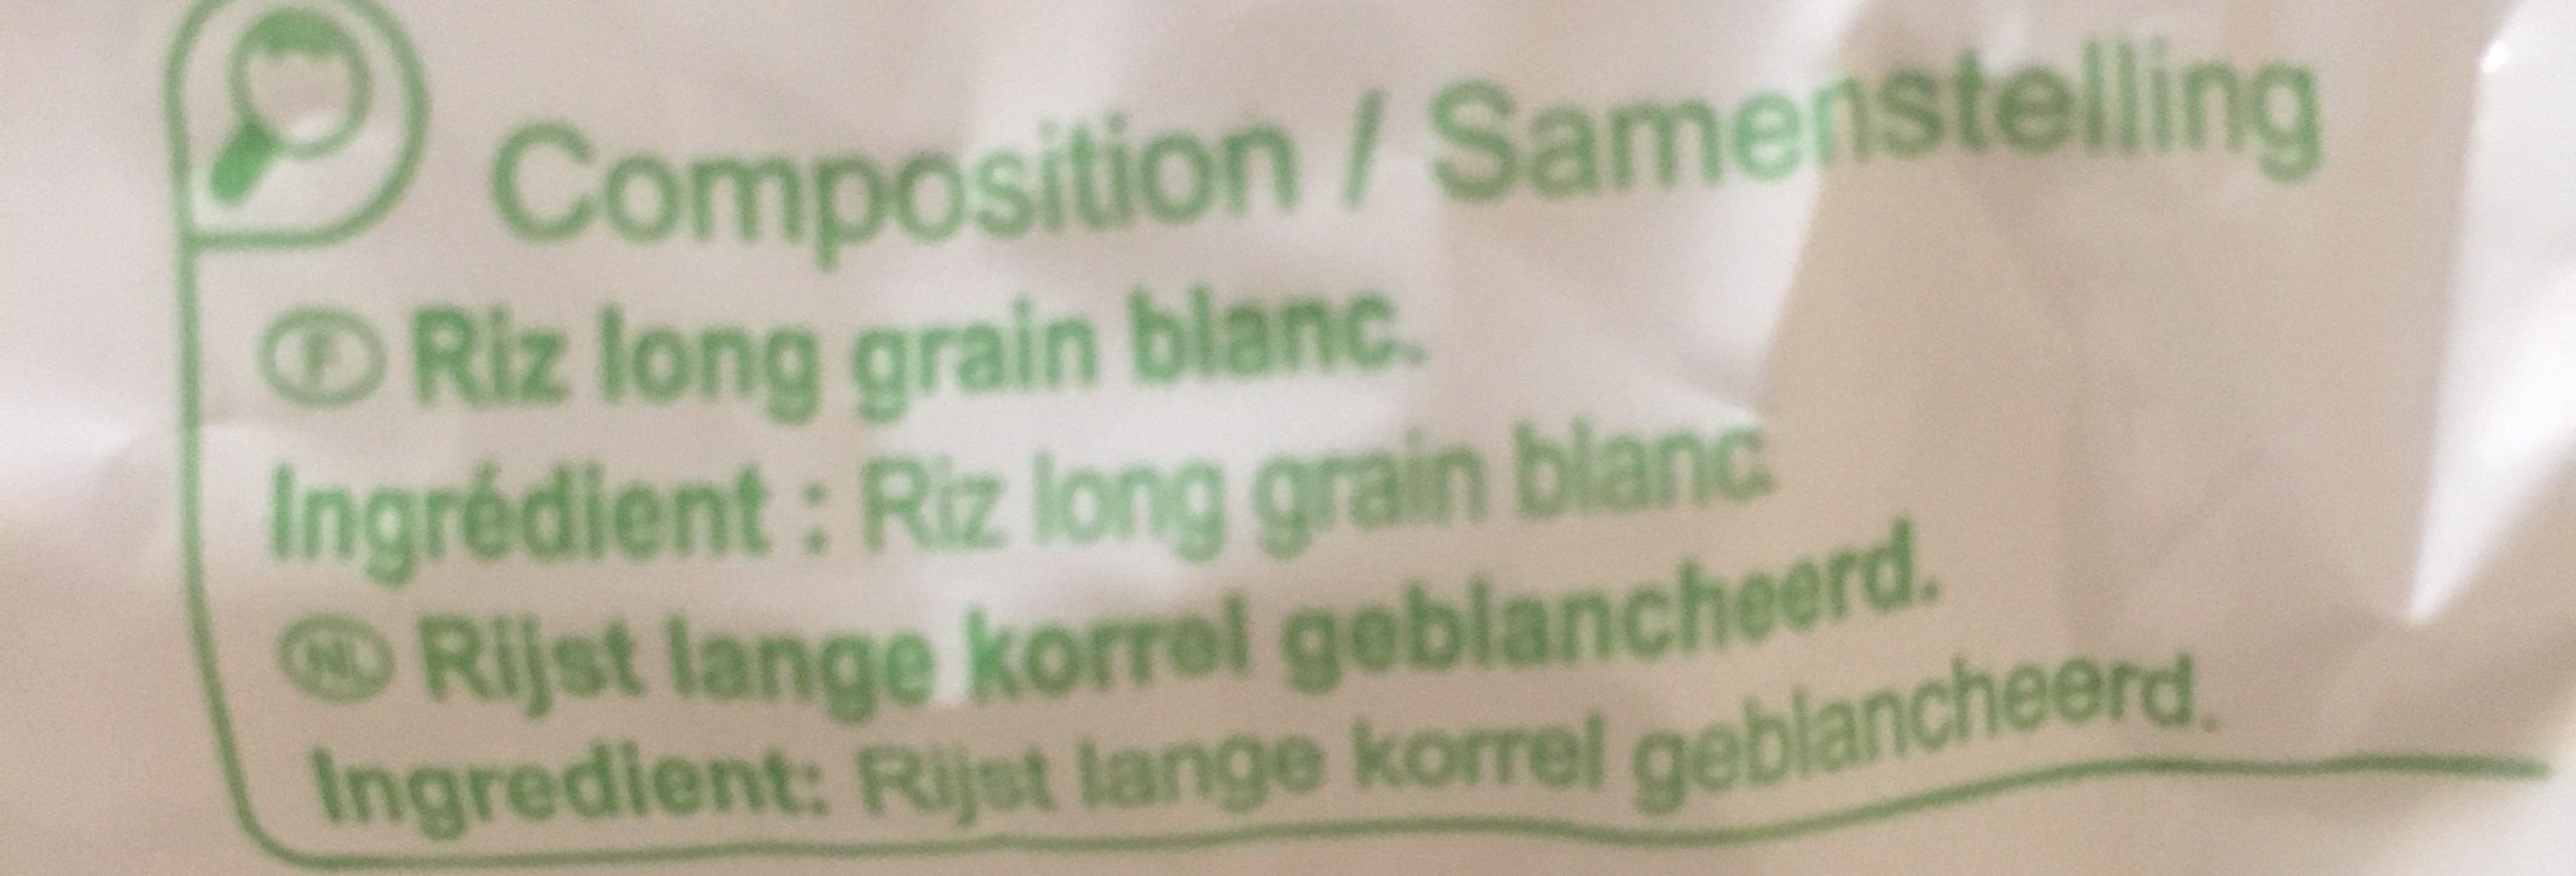 Composition / Samenstelling
F Riz long grain blanc.
Ingrédient : Riz long grain blanc.
NL Rijst lange korrel geblancheerd.
Ingredient: Rijst lange korrel geblancheerd.